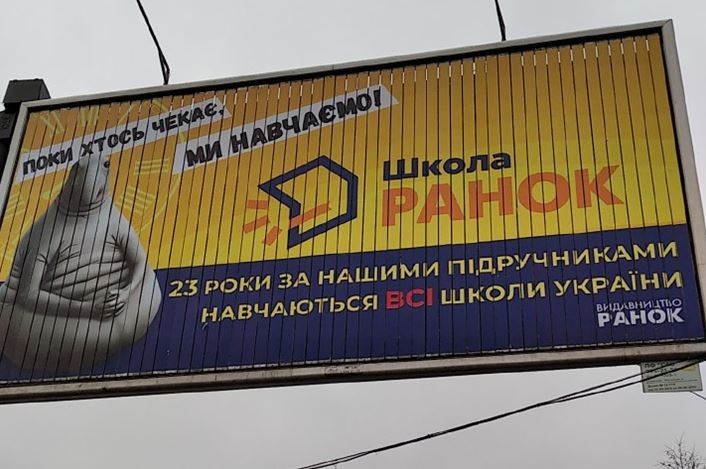 ПОКИ ХТОСЬ ЧЕКАЄ,
МИ НАВЧАЄМО!
Школа
РАНОК
23 РОКИ ЗА НАШИМИ ПІДРУЧНИКАМИ
НАВЧАЮТЬСЯ ВСІ ШКОЛИ УКРАЇНИ
ВИДАВНИЦТВО
РАНОК